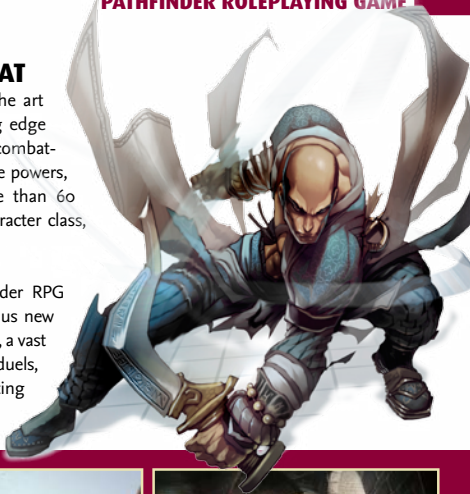 PATHFINDER ROLEPLAYING GAME
AT
he art
g edge
combat-
e powers,
e than 60
racter class,
der RPG
us new
, a vast
duels,
ing